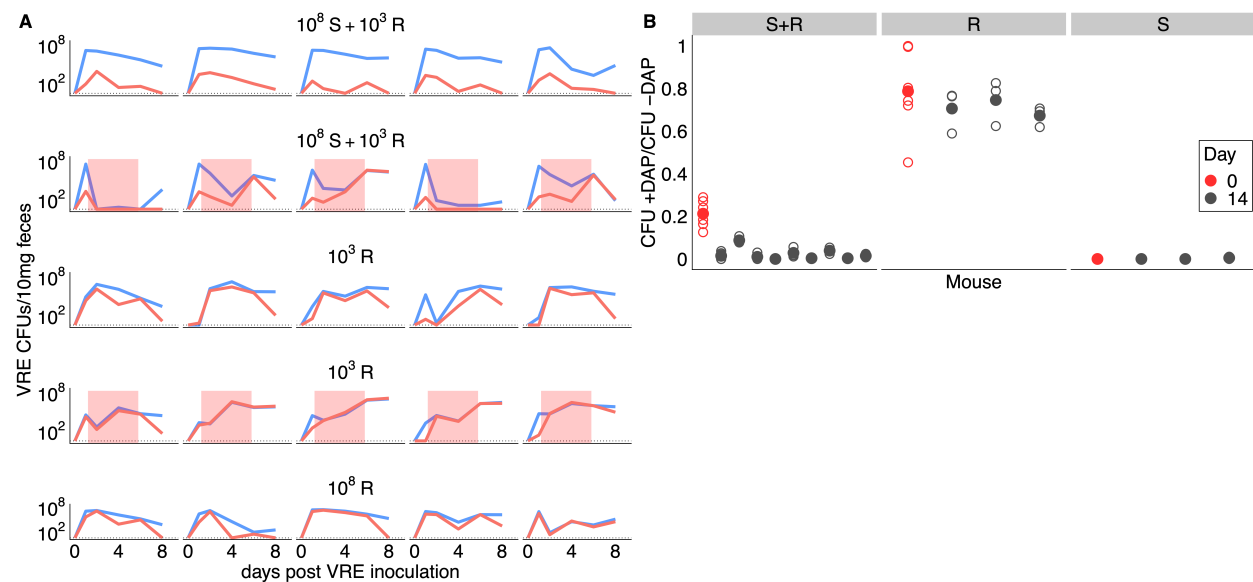 A
10⁸ S + 10³ R
10⁸
10²
10⁸ S + 10³ R
10⁸
10²
10³ R
10⁸
10²
10³ R
10⁸
10²
10⁸ R
10⁸
10²
0 4 8 0 4 8 0 4 8 0 4 8 0 4 8
days post VRE inoculation
VRE CFUs/10mg feces
B
S+R R S
1
0.8
0.6
0.4
0.2
0
CFU +DAP/CFU −DAP
Mouse
Day
0
14